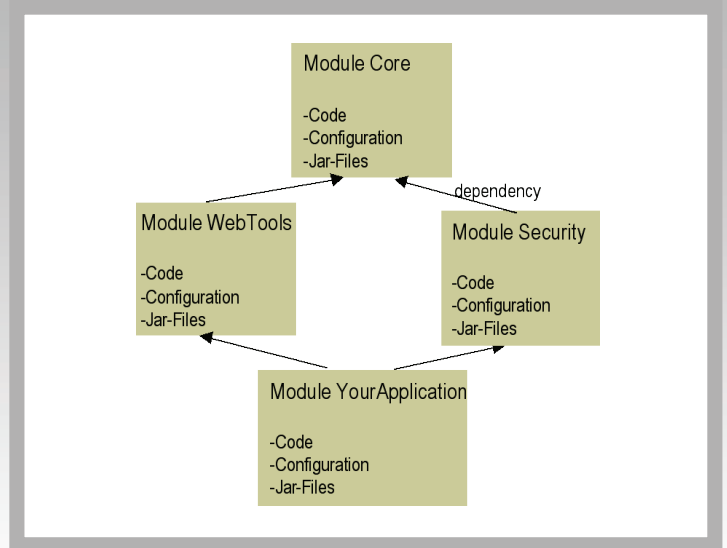 Module Core
-Code
-Configuration
-Jar-Files
dependency
Module WebTools
-Code
-Configuration
-Jar-Files
Module Security
-Code
-Configuration
-Jar-Files
Module YourApplication
-Code
-Configuration
-Jar-Files